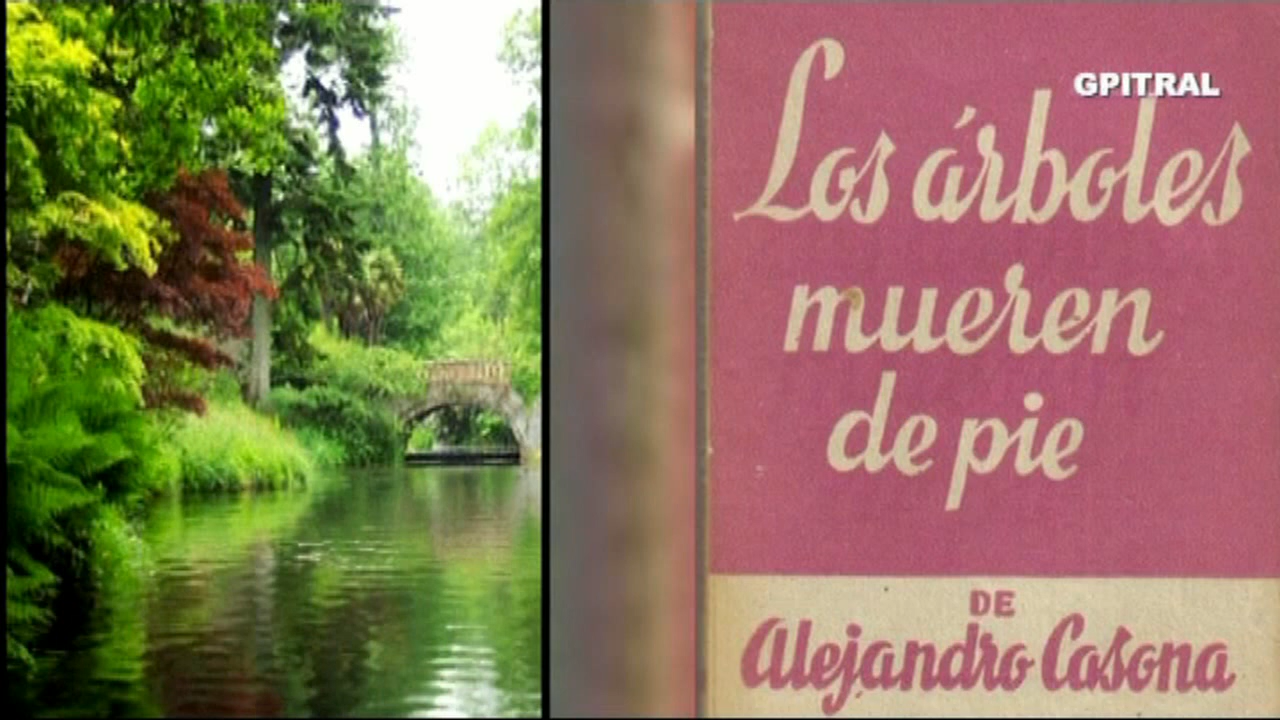 GPITRAL
Los árboles
mueren
de pie
DE
Alejandro Casona